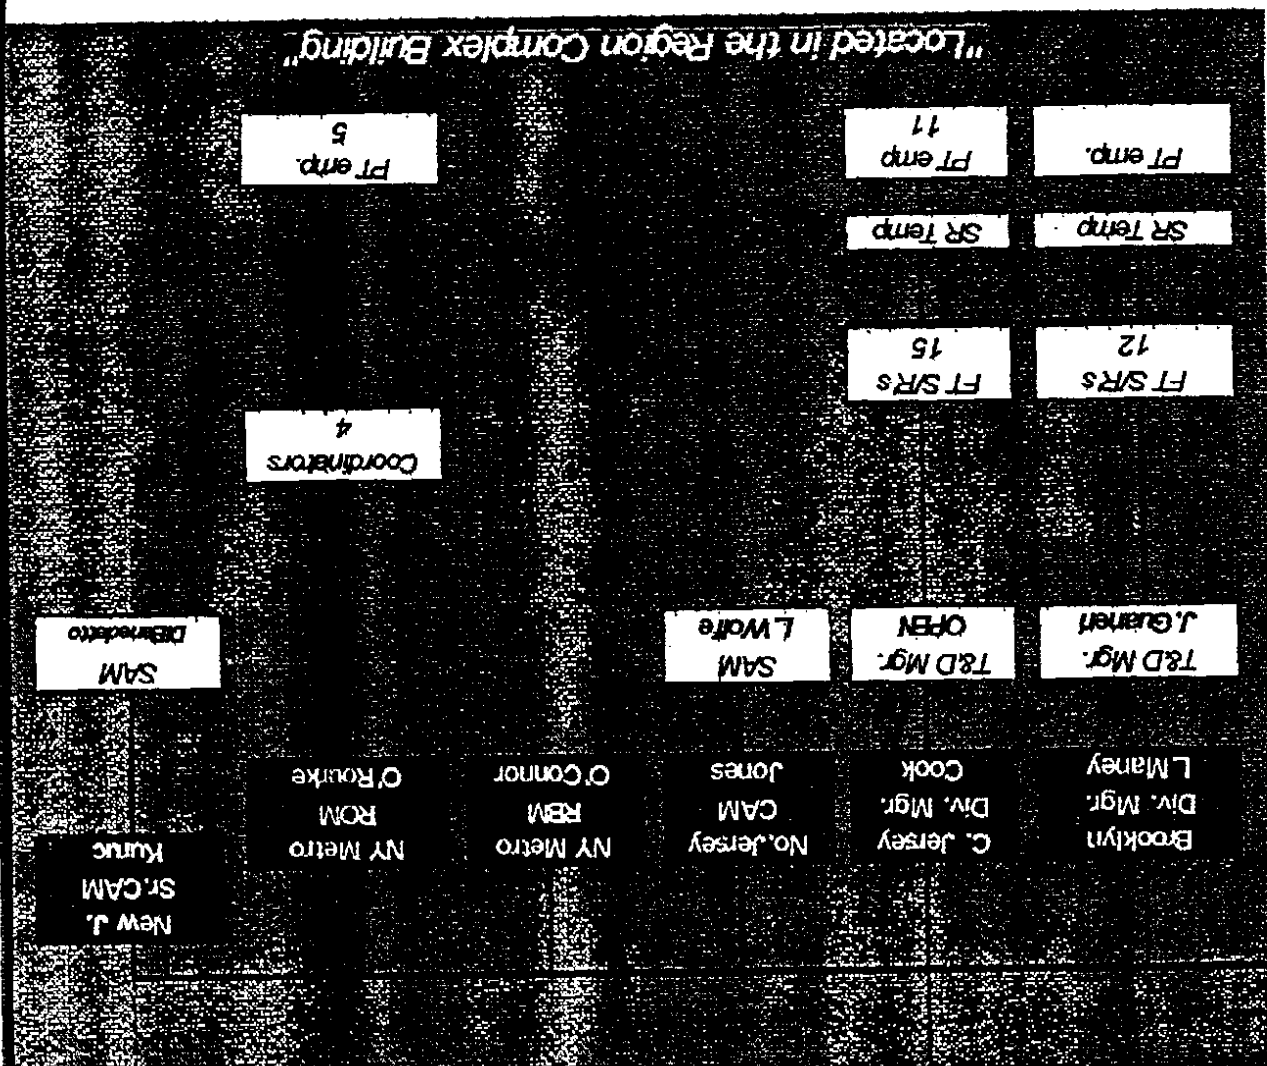 Brooklyn
Div. Mgr.
L Maney
C. Jersey
Div. Mgr.
Cook
No.Jersey
CAM
Jones
NY Metro
RBM
O'Connor
NY Metro
ROM
O'Rourke
New J.
Sr.CAM
Kuruc
T&D Mgr.
J.Guaneri
T&D Mgr.
OPEN
SAM
L Wolfe
SAM
DiBenedetto
Coordinators
4
FT S/R's
12
FT S/R's
15
SR Temp
SR Temp
PT emp.
PT emp
11
PT emp.
5
"Located in the Region Complex Building"